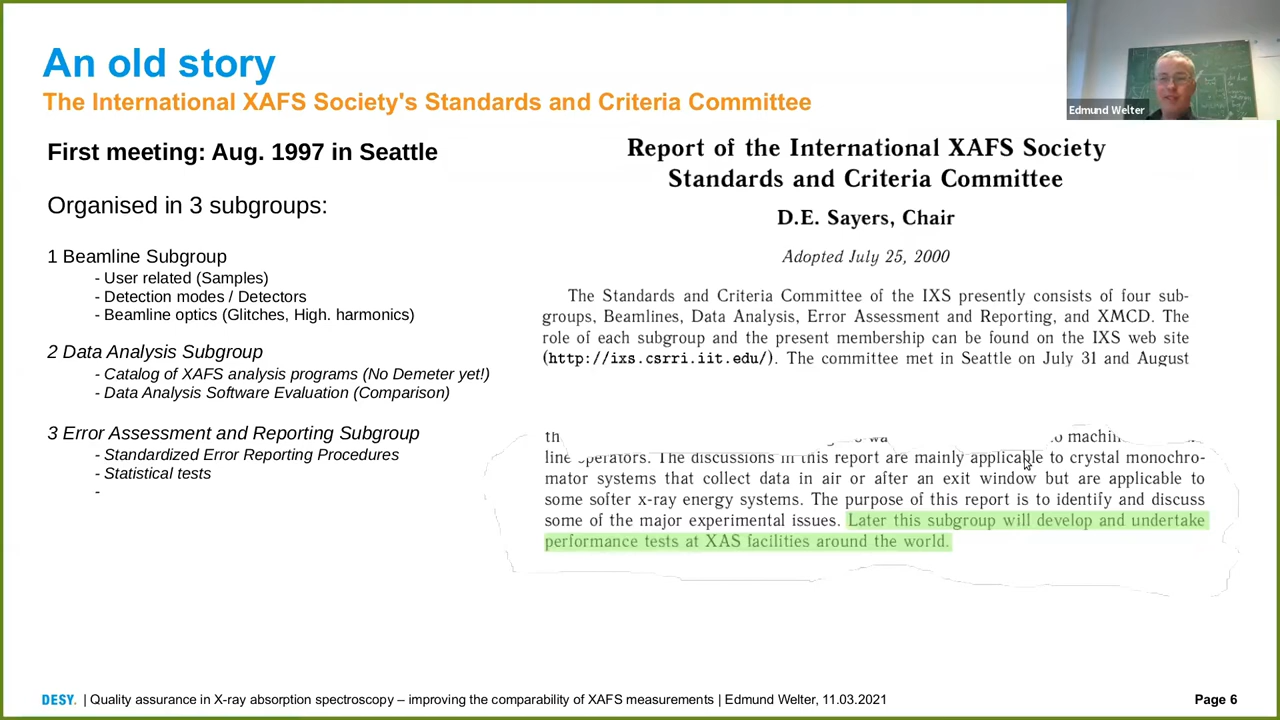 An old story
The International XAFS Society's Standards and Criteria Committee
Edmund Welter
First meeting: Aug. 1997 in Seattle
Organised in 3 subgroups:
1 Beamline Subgroup
- User related (Samples)
- Detection modes / Detectors
- Beamline optics (Glitches, High. harmonics)
2 Data Analysis Subgroup
- Catalog of XAFS analysis programs (No Demeter yet!)
- Data Analysis Software Evaluation (Comparison)
3 Error Assessment and Reporting Subgroup
- Standardized Error Reporting Procedures
- Statistical tests
-
Report of the International XAFS Society
Standards and Criteria Committee
D.E. Sayers, Chair
Adopted July 25, 2000
The Standards and Criteria Committee of the IXS presently consists of four sub-
groups, Beamlines, Data Analysis, Error Assessment and Reporting, and XMCD. The
role of each subgroup and the present membership can be found on the IXS web site
(http://ixs.csrri.iit.edu/). The committee met in Seattle on July 31 and August
line operators. The discussions in this report are mainly applicable to crystal monochro-
mator systems that collect data in air or after an exit window but are applicable to
some softer x-ray energy systems. The purpose of this report is to identify and discuss
some of the major experimental issues. Later this subgroup will develop and undertake
performance tests at XAS facilities around the world.
DESY. | Quality assurance in X-ray absorption spectroscopy – improving the comparability of XAFS measurements | Edmund Welter, 11.03.2021
Page 6